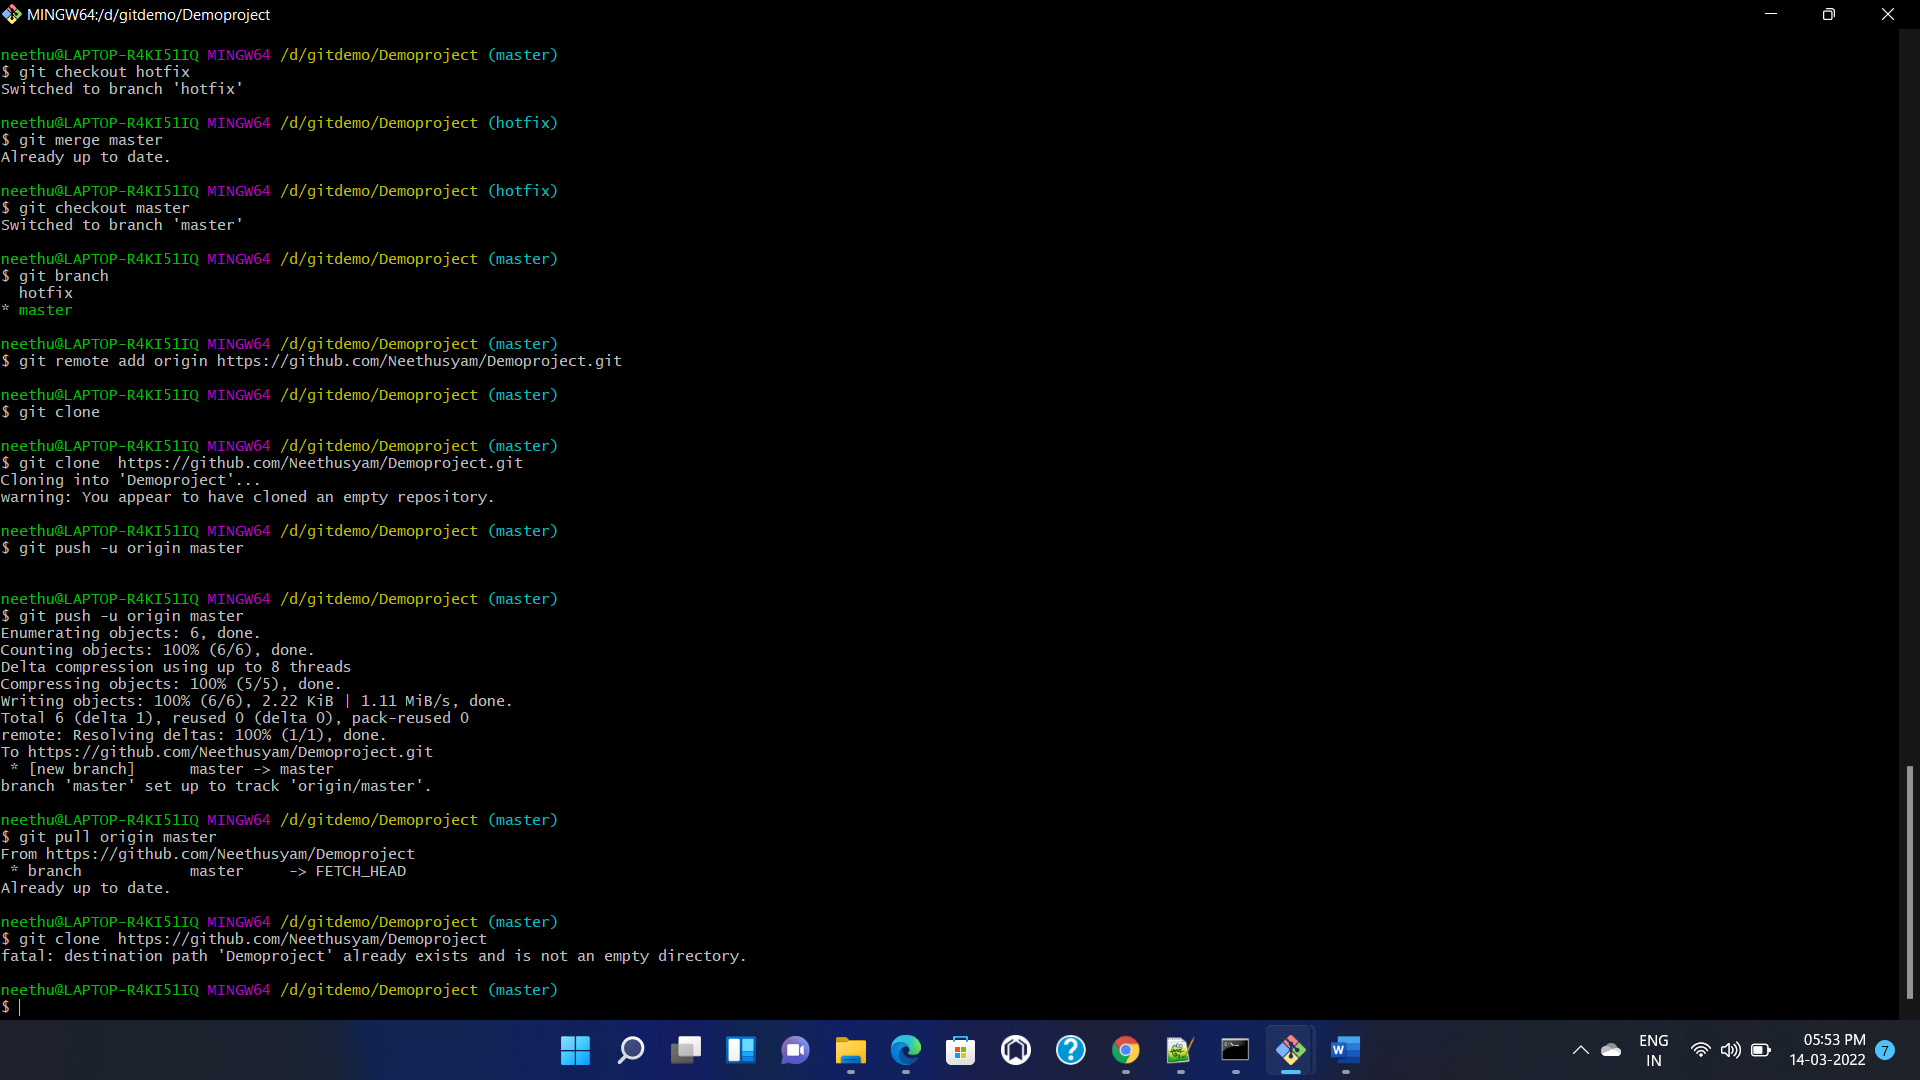 MINGW64:/d/gitdemo/Demoproject
neethu@LAPTOP-R4KI51IQ MINGW64 /d/gitdemo/Demoproject (master)
$ git checkout hotfix
Switched to branch 'hotfix'
neethu@LAPTOP-R4KI51IQ MINGW64 /d/gitdemo/Demoproject (hotfix)
$ git merge master
Already up to date.
neethu@LAPTOP-R4KI51IQ MINGW64 /d/gitdemo/Demoproject (hotfix)
$ git checkout master
Switched to branch 'master'
neethu@LAPTOP-R4KI51IQ MINGW64 /d/gitdemo/Demoproject (master)
$ git branch
  hotfix
* master
neethu@LAPTOP-R4KI51IQ MINGW64 /d/gitdemo/Demoproject (master)
$ git remote add origin https://github.com/Neethusyam/Demoproject.git
neethu@LAPTOP-R4KI51IQ MINGW64 /d/gitdemo/Demoproject (master)
$ git clone
neethu@LAPTOP-R4KI51IQ MINGW64 /d/gitdemo/Demoproject (master)
$ git clone  https://github.com/Neethusyam/Demoproject.git
Cloning into 'Demoproject'...
warning: You appear to have cloned an empty repository.
neethu@LAPTOP-R4KI51IQ MINGW64 /d/gitdemo/Demoproject (master)
$ git push -u origin master
neethu@LAPTOP-R4KI51IQ MINGW64 /d/gitdemo/Demoproject (master)
$ git push -u origin master
Enumerating objects: 6, done.
Counting objects: 100% (6/6), done.
Delta compression using up to 8 threads
Compressing objects: 100% (5/5), done.
Writing objects: 100% (6/6), 2.22 KiB | 1.11 MiB/s, done.
Total 6 (delta 1), reused 0 (delta 0), pack-reused 0
remote: Resolving deltas: 100% (1/1), done.
To https://github.com/Neethusyam/Demoproject.git
 * [new branch]      master -> master
branch 'master' set up to track 'origin/master'.
neethu@LAPTOP-R4KI51IQ MINGW64 /d/gitdemo/Demoproject (master)
$ git pull origin master
From https://github.com/Neethusyam/Demoproject
 * branch            master     -> FETCH_HEAD
Already up to date.
neethu@LAPTOP-R4KI51IQ MINGW64 /d/gitdemo/Demoproject (master)
$ git clone  https://github.com/Neethusyam/Demoproject
fatal: destination path 'Demoproject' already exists and is not an empty directory.
neethu@LAPTOP-R4KI51IQ MINGW64 /d/gitdemo/Demoproject (master)
$
ENG
IN
05:53 PM
14-03-2022
7